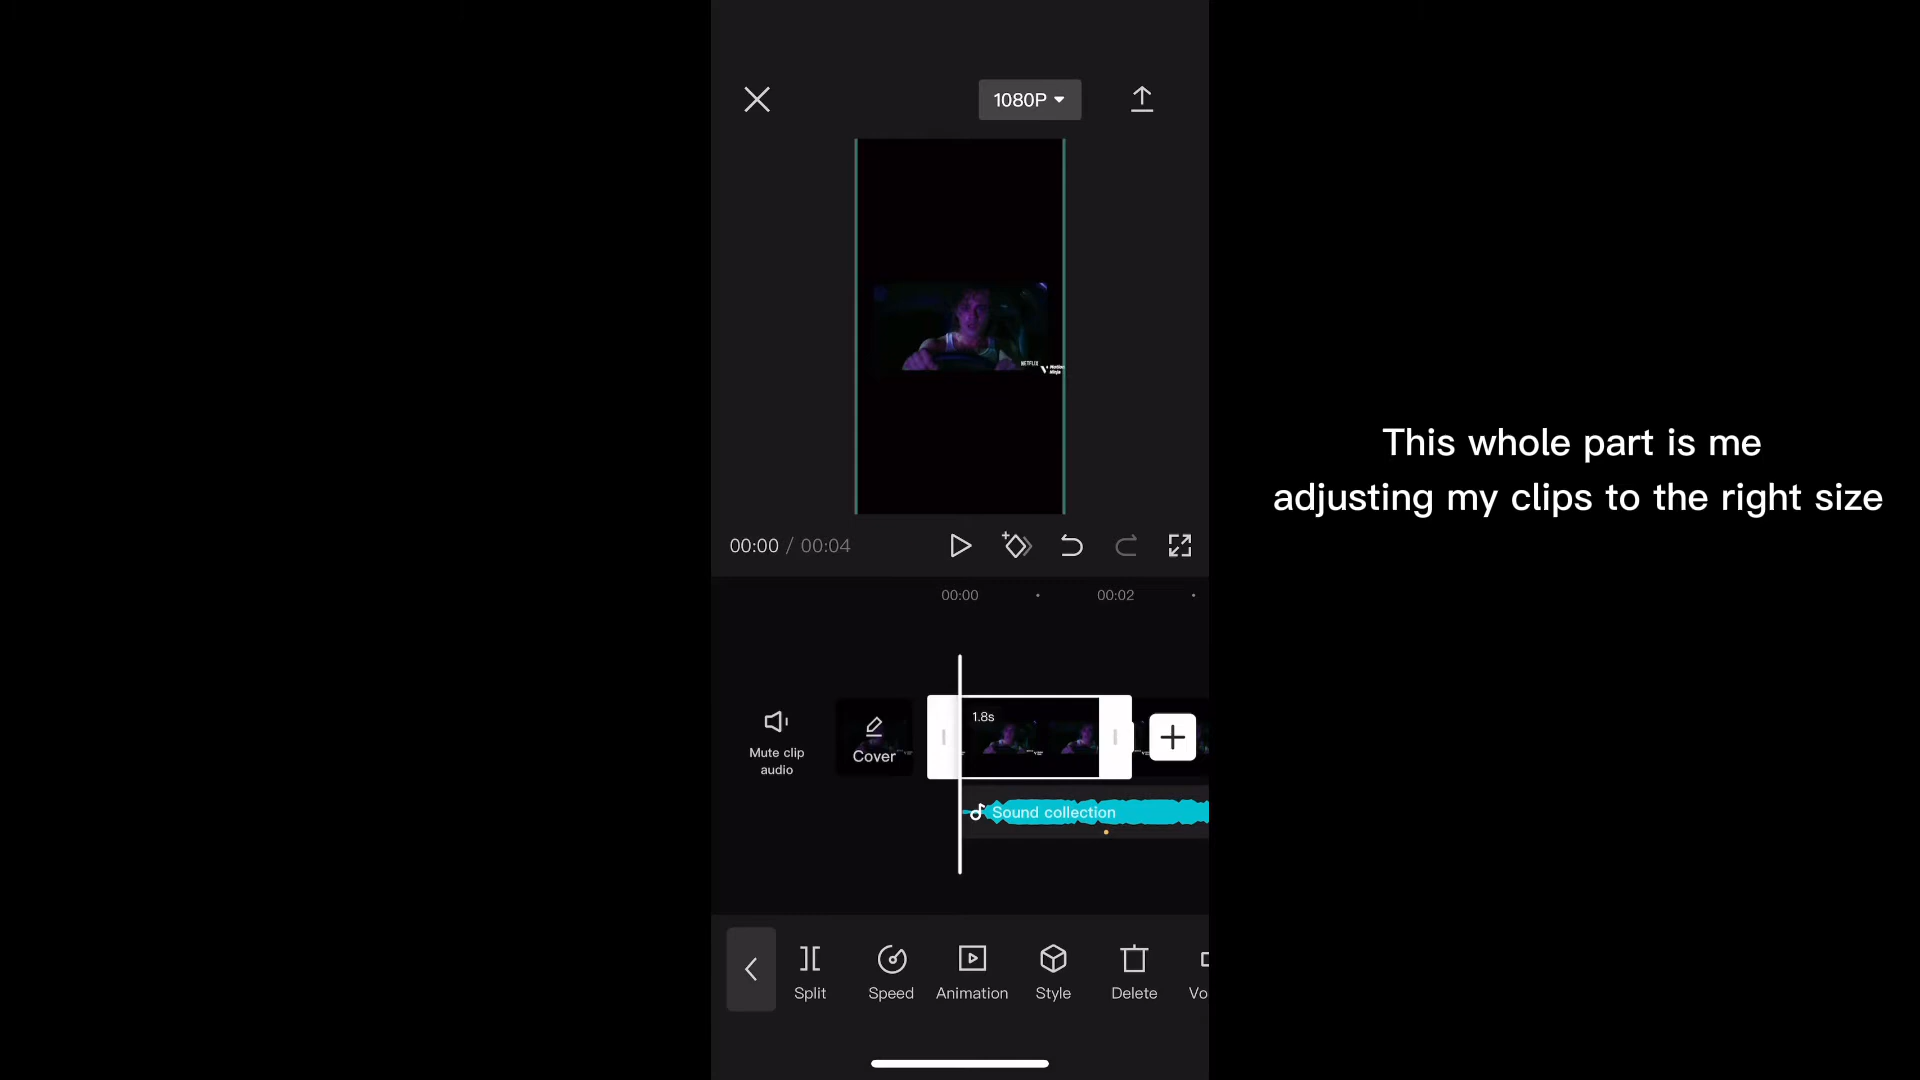 1080P
NETFLIX
00:00 / 00:04
00:00
00:02
This whole part is me
adjusting my clips to the right size
Mute clip
audio
Cover
1.8s
Sound collection
Split
Speed
Animation
Style
Delete
Vo